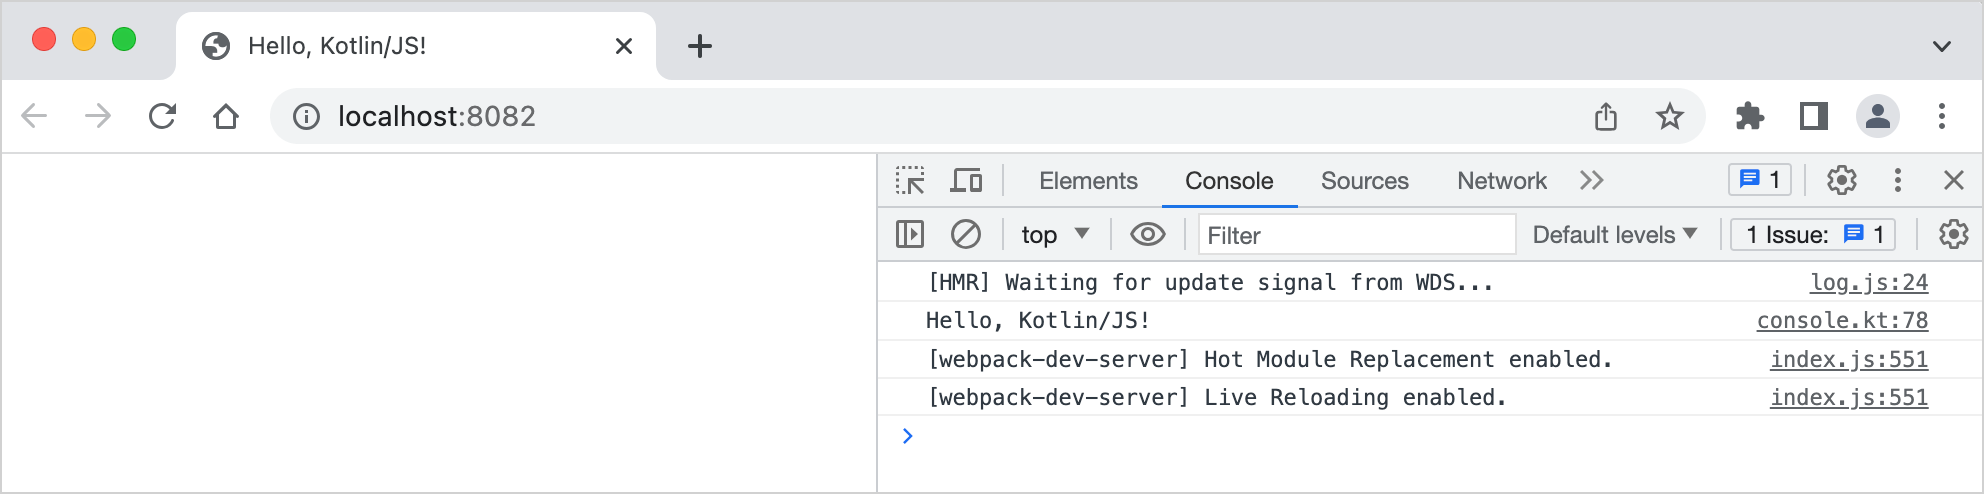 Hello, Kotlin/JS!
localhost:8082
Elements Console Sources Network 1
top Filter Default levels 1 Issue: 1
[HMR] Waiting for update signal from WDS... log.js:24
Hello, Kotlin/JS! console.kt:78
[webpack-dev-server] Hot Module Replacement enabled. index.js:551
[webpack-dev-server] Live Reloading enabled. index.js:551